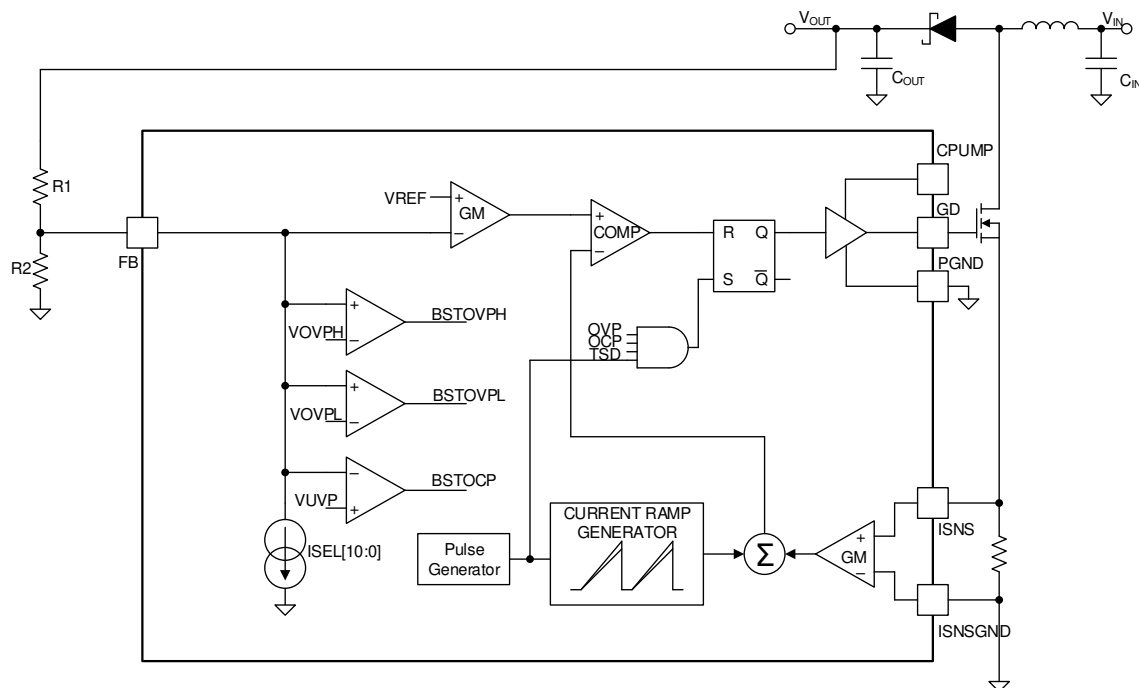 VOUT
VIN
COUT
CIN
CPUMP
R1
VREF
+
GM
−
+
COMP
−
R Q
S Q̅
GD
PGND
FB
R2
+
VOVPH
−
BSTOVPH
OVP
OCP
TSD
+
VOVPL
−
BSTOVPL
−
VUVP
+
BSTOCP
ISEL[10:0]
Pulse
Generator
CURRENT RAMP
GENERATOR
Σ
+
GM
−
ISNS
ISNSGND